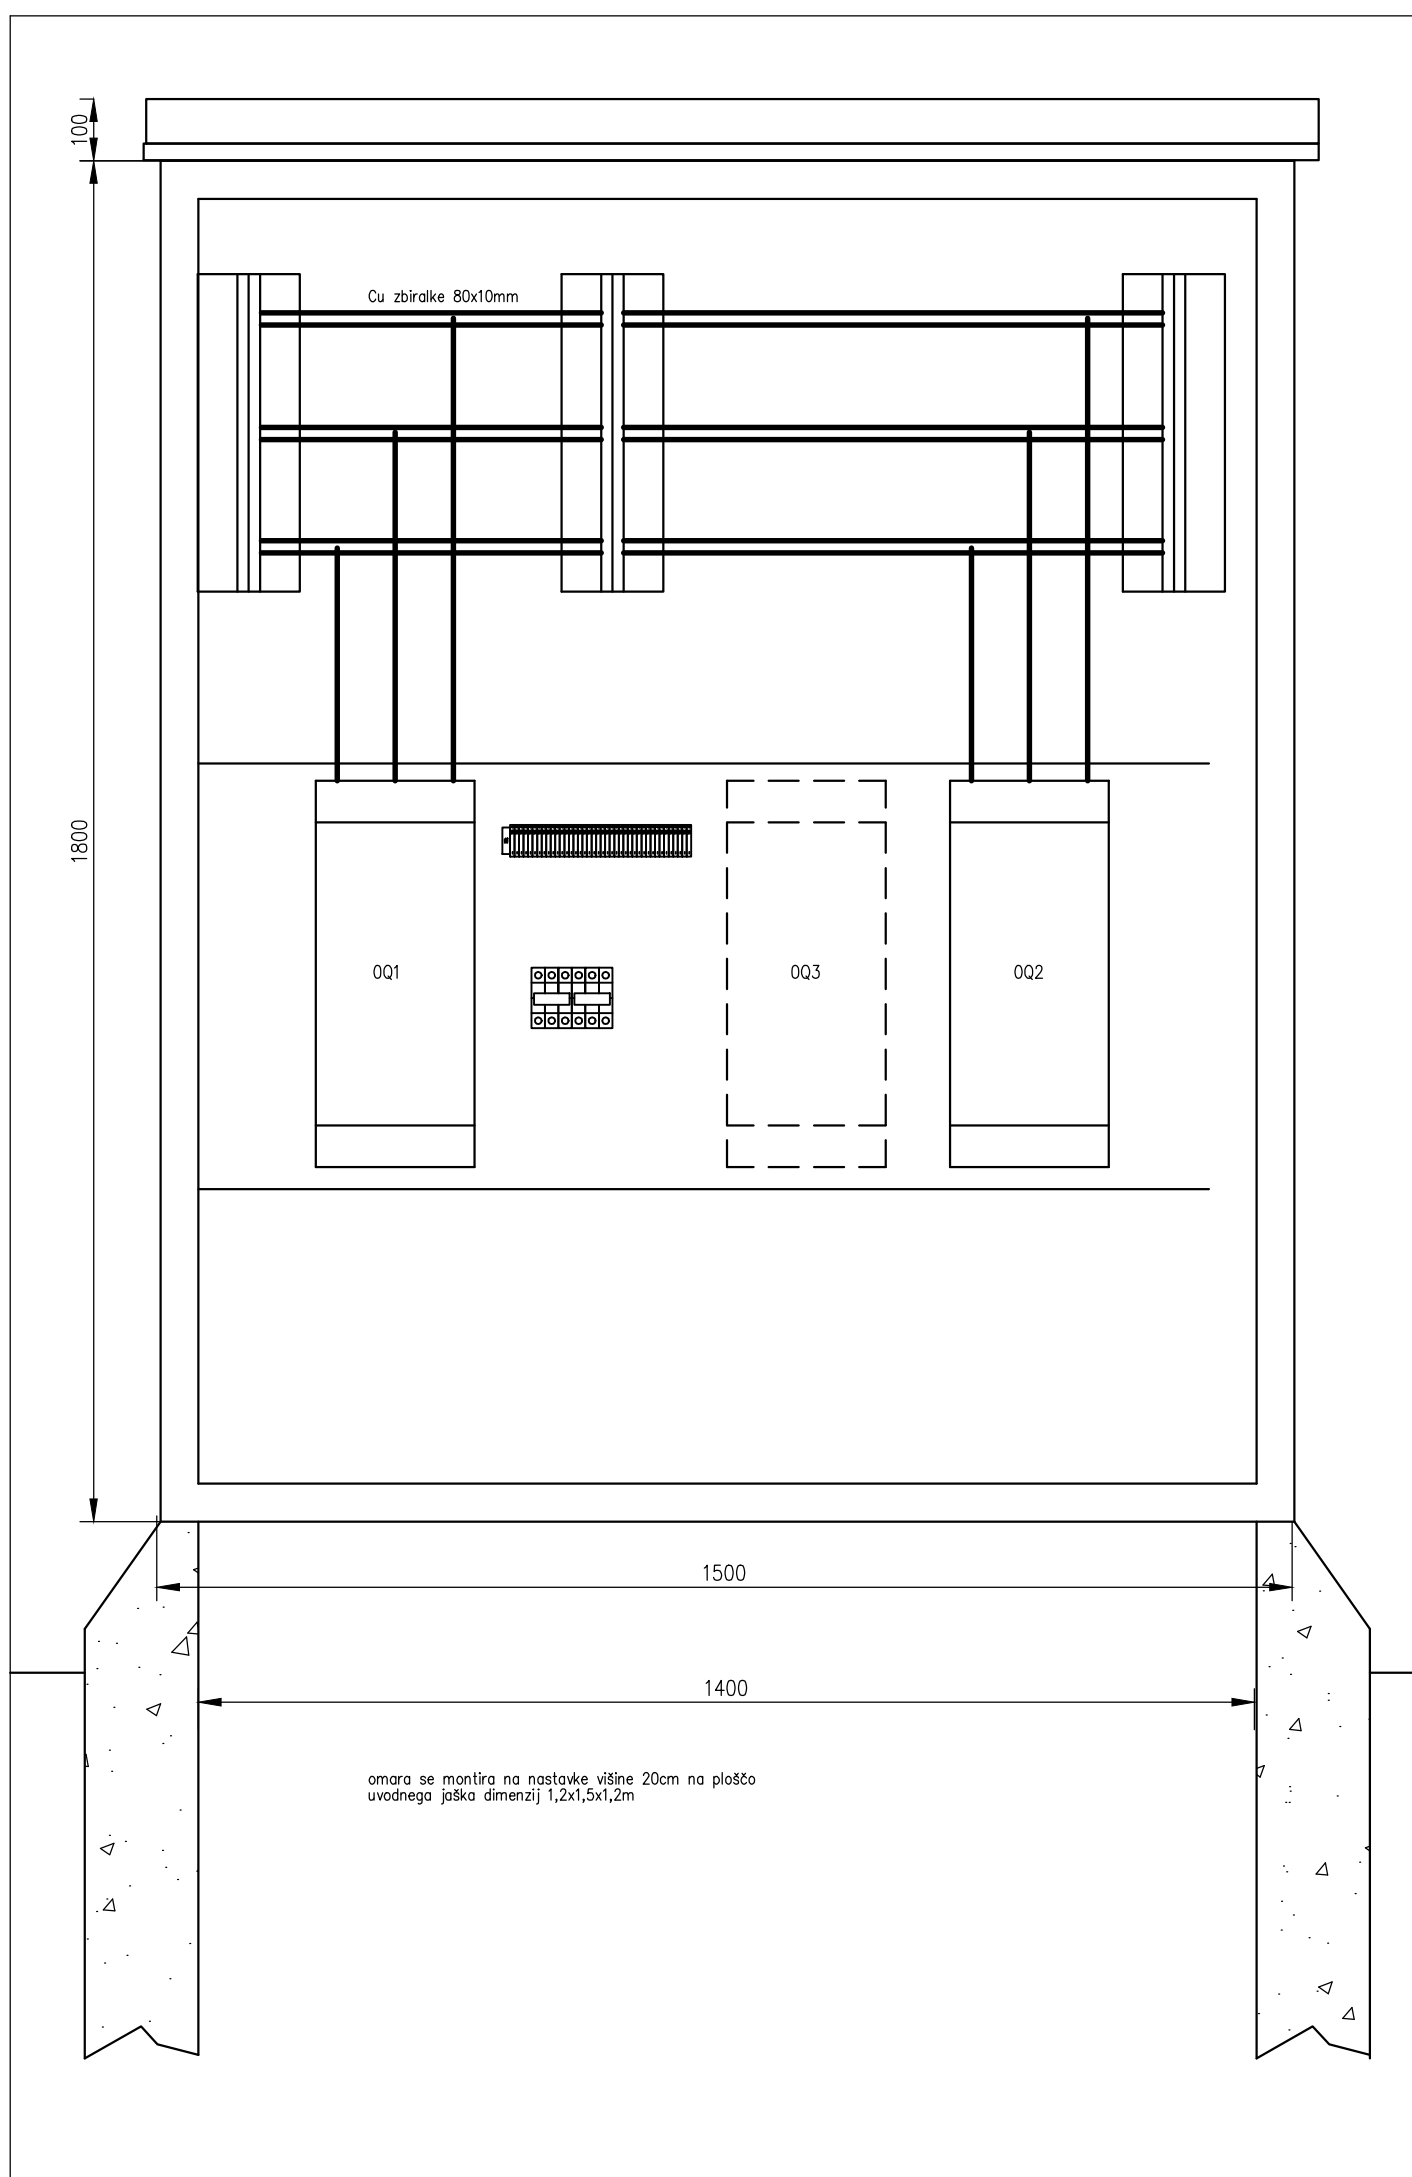 100
Cu zbiralke 80x10mm
1800
0Q1
0Q3
0Q2
1500
1400
omara se montira na nastavke višine 20cm na ploščo
uvodnega jaška dimenzij 1,2x1,5x1,2m